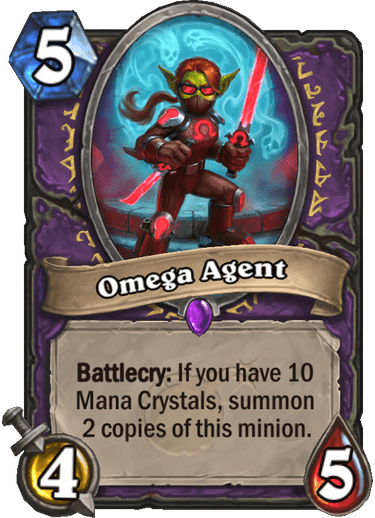 5
Omega Agent
Battlecry: If you have 10
Mana Crystals, summon
2 copies of this minion.
4
5